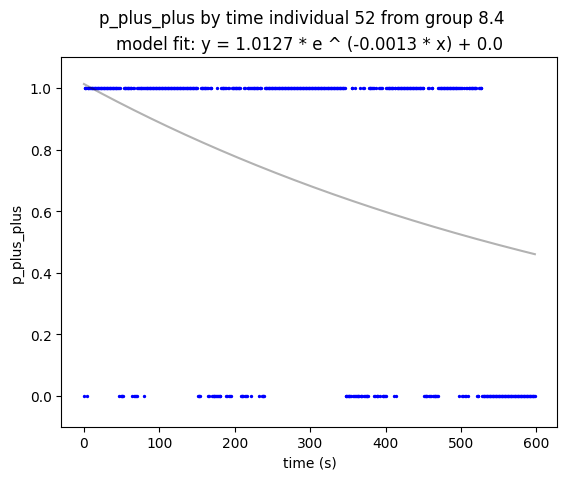 p_plus_plus by time individual 52 from group 8.4
model fit: y = 1.0127 * e ^ (-0.0013 * x) + 0.0
1.0
0.8
0.6
0.4
0.2
0.0
p_plus_plus
0 100 200 300 400 500 600
time (s)